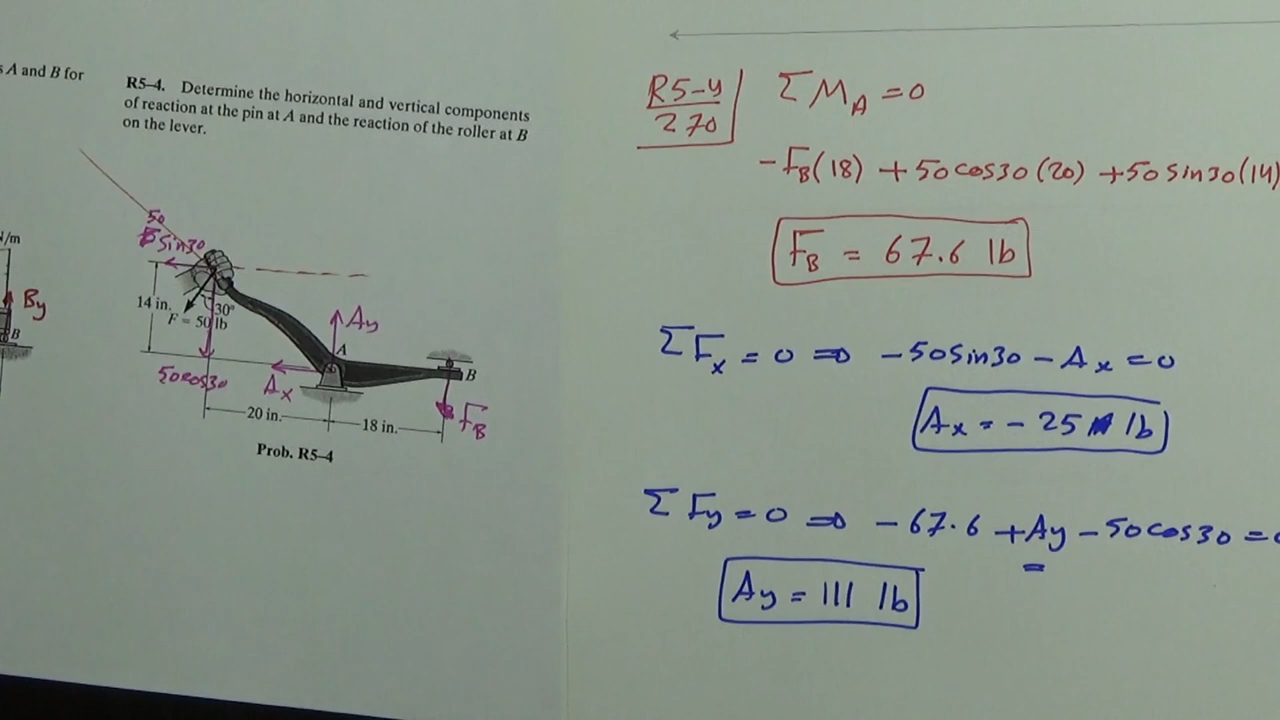 s A and B for
R5–4. Determine the horizontal and vertical components
of reaction at the pin at A and the reaction of the roller at B
on the lever.
N/m
By
B
50
sin30
14 in.
30°
F = 50 lb
Ay
A
50cos30
Ax
B
FB
20 in.
18 in.
Prob. R5–4
R5-4
270
ΣMA = 0
-FB(18) + 50cos30(20) + 50sin30(14)
FB = 67.6 lb
ΣFx = 0 ⇒ -50sin30 - Ax = 0
Ax = - 25 lb
ΣFy = 0 ⇒ -67.6 + Ay - 50cos30 =
Ay = 111 lb